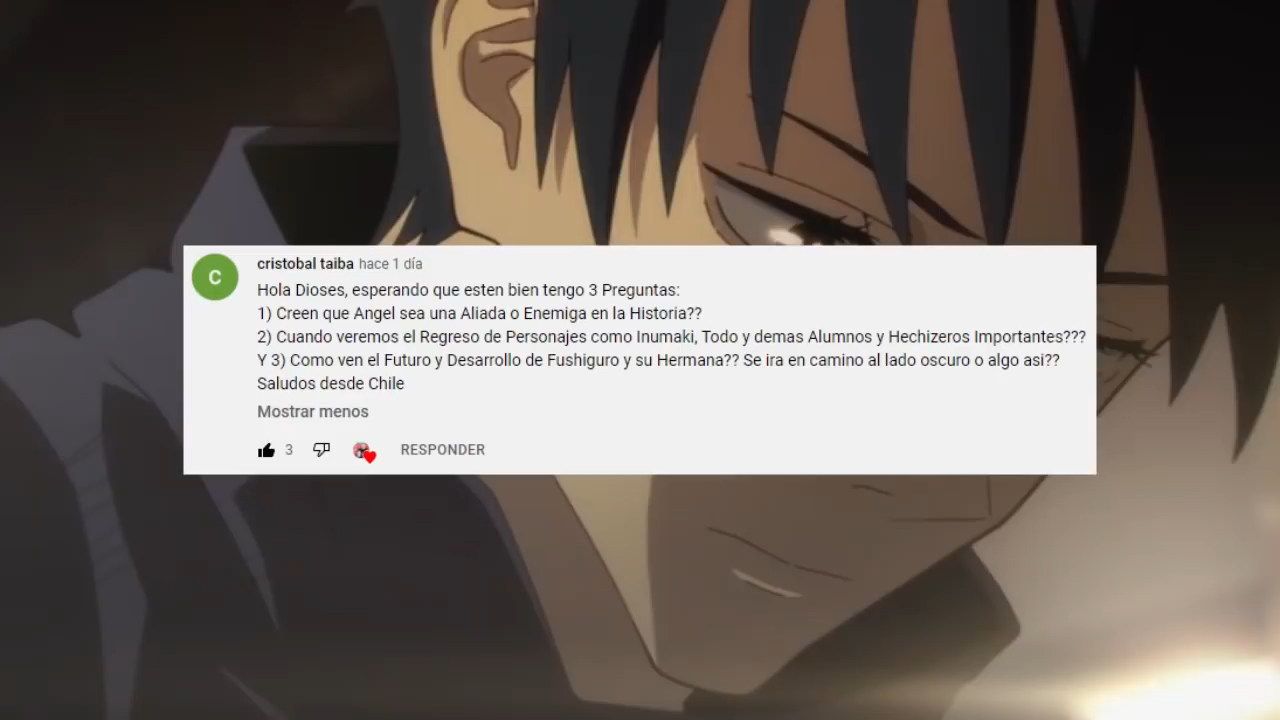 C
cristobal taiba hace 1 día
Hola Dioses, esperando que esten bien tengo 3 Preguntas:
1) Creen que Angel sea una Aliada o Enemiga en la Historia??
2) Cuando veremos el Regreso de Personajes como Inumaki, Todo y demas Alumnos y Hechizeros Importantes???
Y 3) Como ven el Futuro y Desarrollo de Fushiguro y su Hermana?? Se ira en camino al lado oscuro o algo asi??
Saludos desde Chile
Mostrar menos
3 RESPONDER